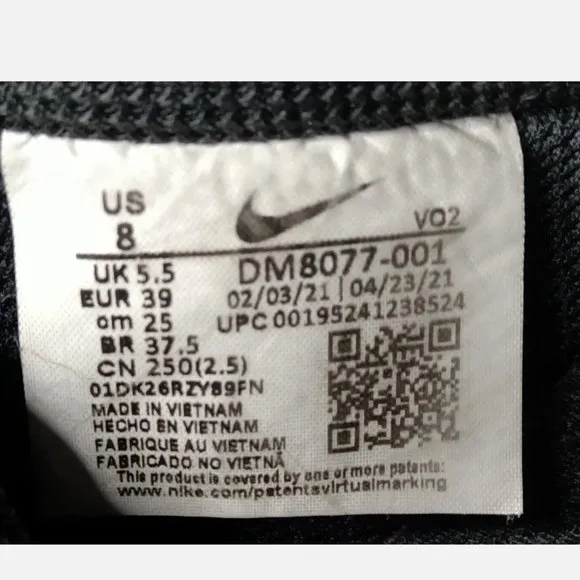 US
8
UK 5.5
EUR 39
cm 25
BR 37.5
CN 250(2.5)
VO2
DM8077-001
02/03/21 | 04/23/21
UPC 00195241238524
01DK26RZY89FN
MADE IN VIETNAM
HECHO EN VIETNAM
FABRIQUE AU VIETNAM
FABRICADO NO VIETNÃ
This product is covered by one or more patents:
www.nike.com/patentsvirtualmarking